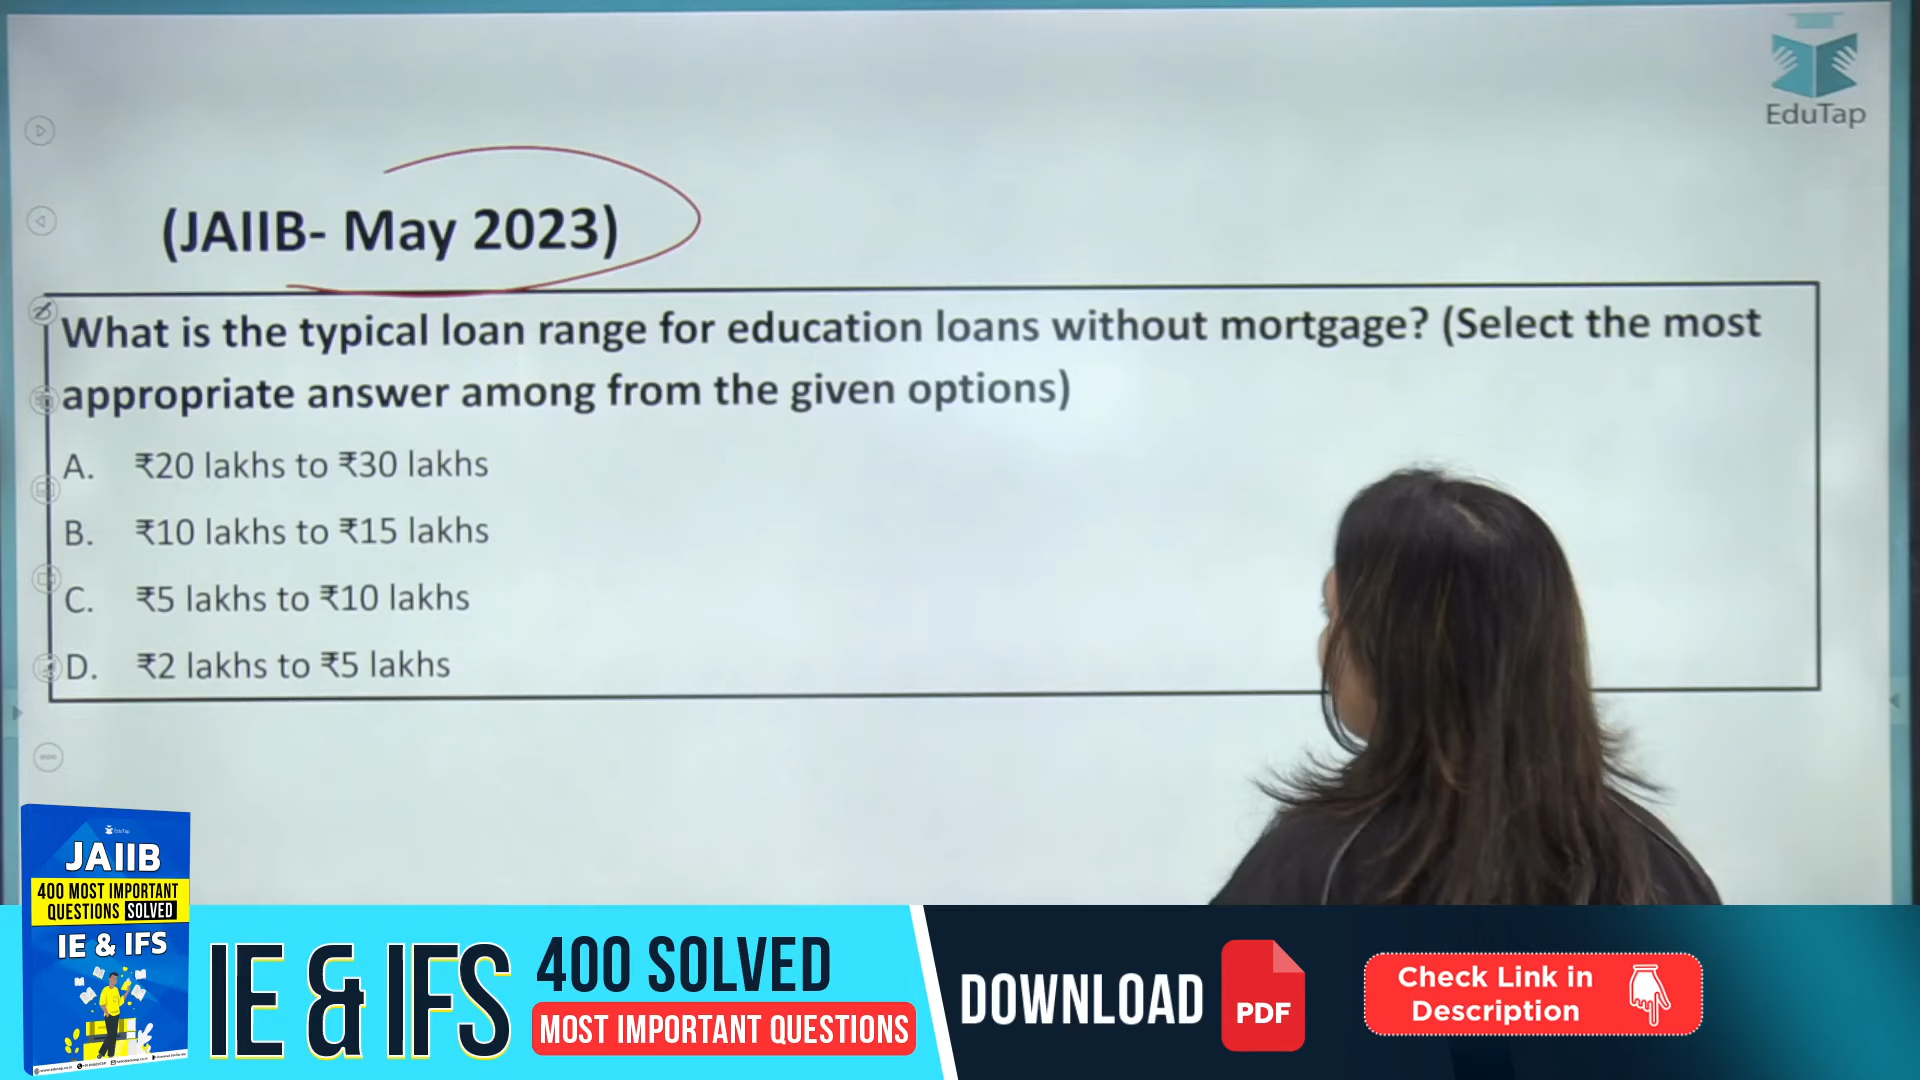 EduTap
(JAIIB- May 2023)
What is the typical loan range for education loans without mortgage? (Select the most
appropriate answer among from the given options)
A. ₹20 lakhs to ₹30 lakhs
B. ₹10 lakhs to ₹15 lakhs
C. ₹5 lakhs to ₹10 lakhs
D. ₹2 lakhs to ₹5 lakhs
EduTap
JAIIB
400 MOST IMPORTANT
QUESTIONS SOLVED
IE & IFS
IE & IFS
400 SOLVED
MOST IMPORTANT QUESTIONS
DOWNLOAD
PDF
Check Link in
Description